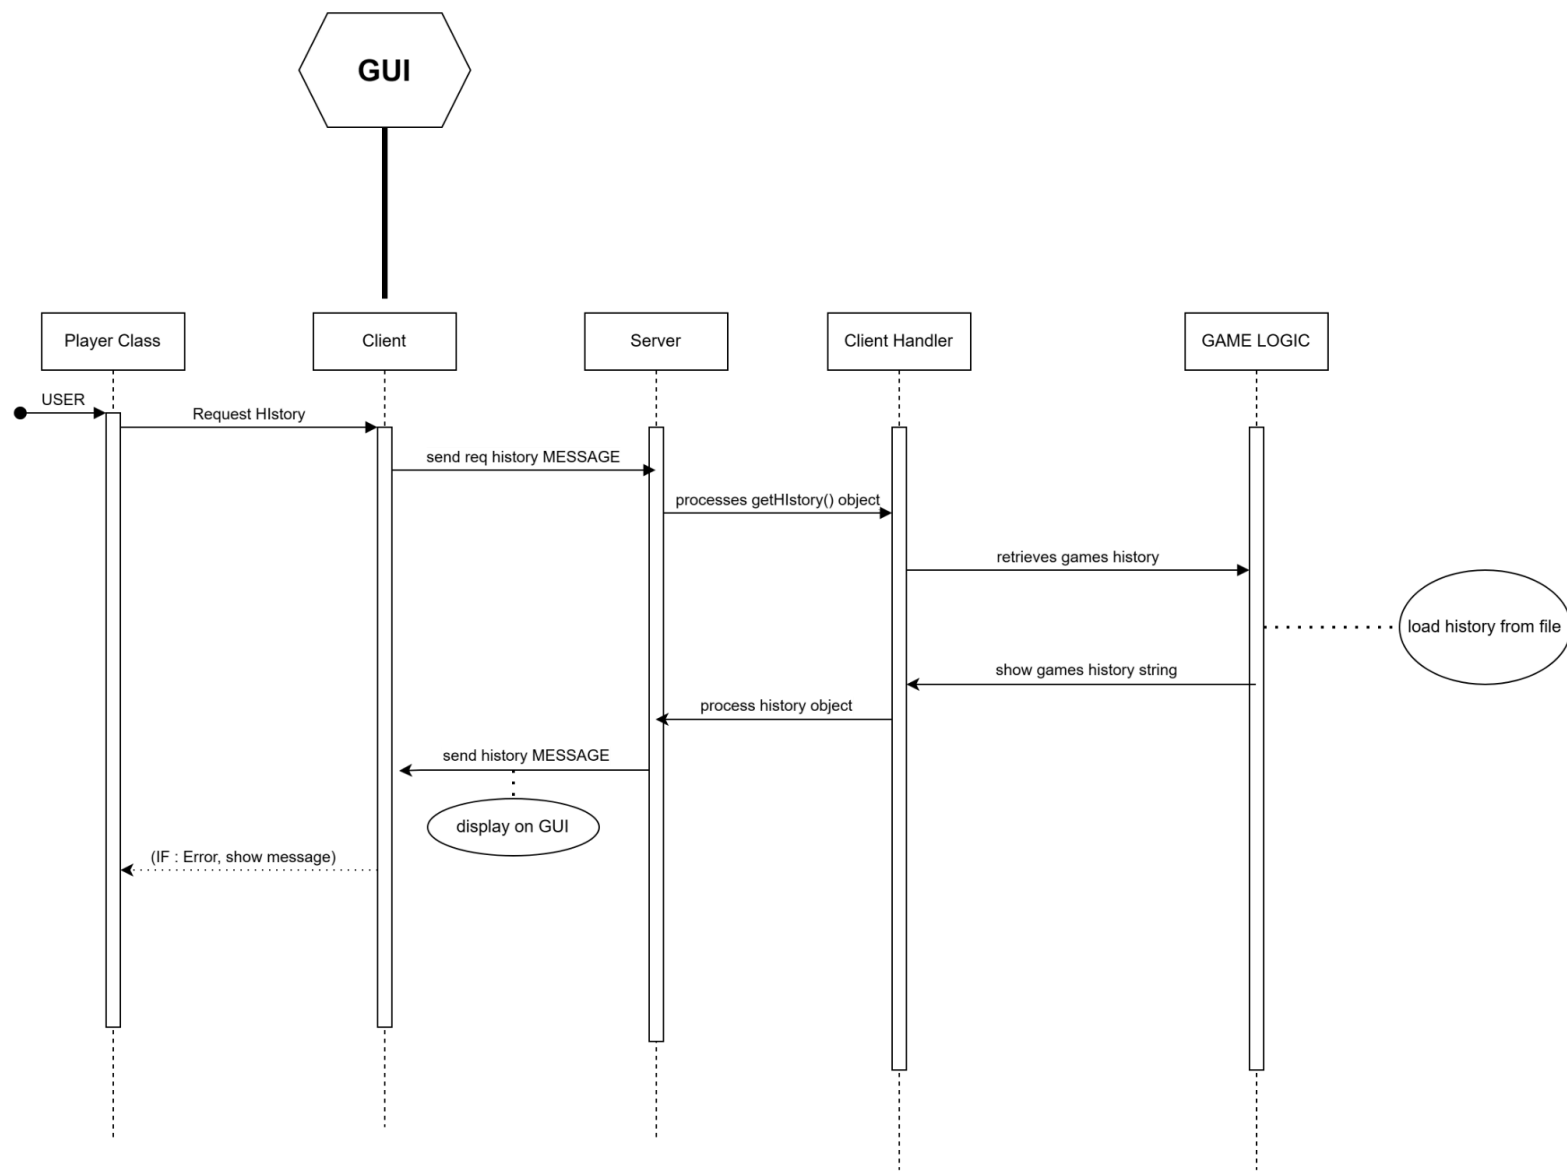 GUI
Player Class
Client
Server
Client Handler
GAME LOGIC
USER
Request HIstory
send req history MESSAGE
processes getHIstory() object
retrieves games history
load history from file
show games history string
process history object
send history MESSAGE
display on GUI
(IF : Error, show message)